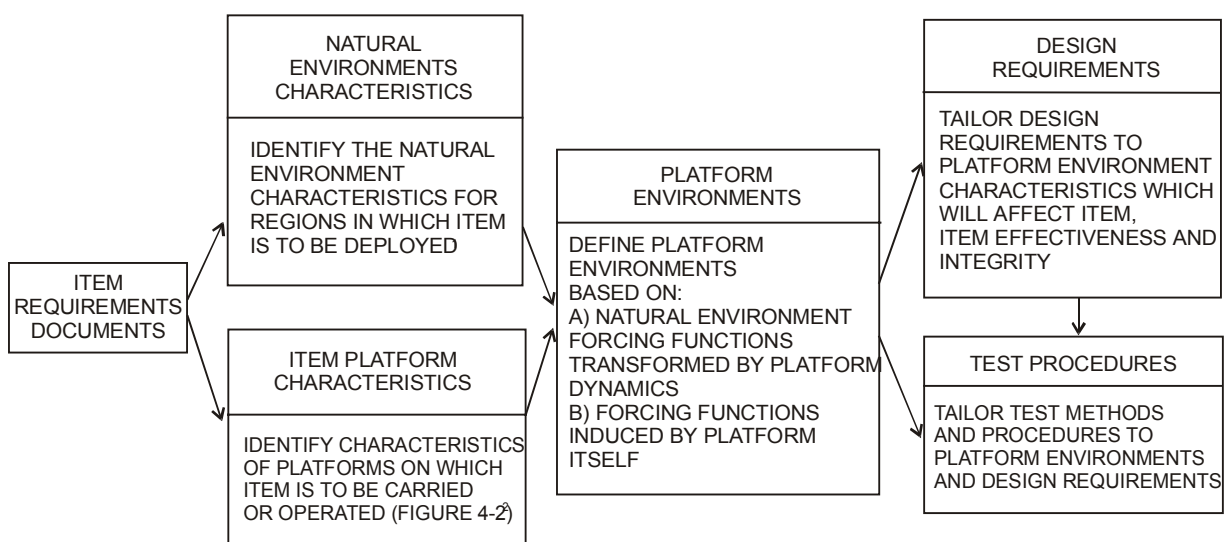 ITEM
REQUIREMENTS
DOCUMENTS
NATURAL
ENVIRONMENTS
CHARACTERISTICS
IDENTIFY THE NATURAL
ENVIRONMENT
CHARACTERISTICS FOR
REGIONS IN WHICH ITEM
IS TO BE DEPLOYED
ITEM PLATFORM
CHARACTERISTICS
IDENTIFY CHARACTERISTICS
OF PLATFORMS ON WHICH
ITEM IS TO BE CARRIED
OR OPERATED (FIGURE 4-2²)
PLATFORM
ENVIRONMENTS
DEFINE PLATFORM
ENVIRONMENTS
BASED ON:
A) NATURAL ENVIRONMENT
FORCING FUNCTIONS
TRANSFORMED BY PLATFORM
DYNAMICS
B) FORCING FUNCTIONS
INDUCED BY PLATFORM
ITSELF
DESIGN
REQUIREMENTS
TAILOR DESIGN
REQUIREMENTS TO
PLATFORM ENVIRONMENT
CHARACTERISTICS WHICH
WILL AFFECT ITEM,
ITEM EFFECTIVENESS AND
INTEGRITY
TEST PROCEDURES
TAILOR TEST METHODS
AND PROCEDURES TO
PLATFORM ENVIRONMENTS
AND DESIGN REQUIREMENTS